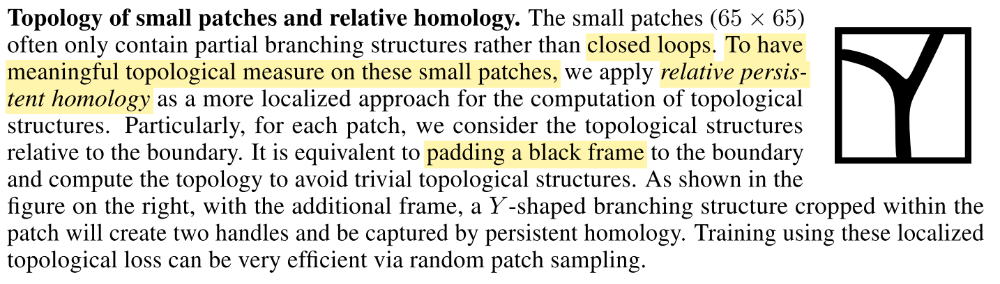 Topology of small patches and relative homology. The small patches (65 × 65)
often only contain partial branching structures rather than closed loops. To have
meaningful topological measure on these small patches, we apply relative persis-
tent homology as a more localized approach for the computation of topological
structures. Particularly, for each patch, we consider the topological structures
relative to the boundary. It is equivalent to padding a black frame to the boundary
and compute the topology to avoid trivial topological structures. As shown in the
figure on the right, with the additional frame, a Y-shaped branching structure cropped within the
patch will create two handles and be captured by persistent homology. Training using these localized
topological loss can be very efficient via random patch sampling.